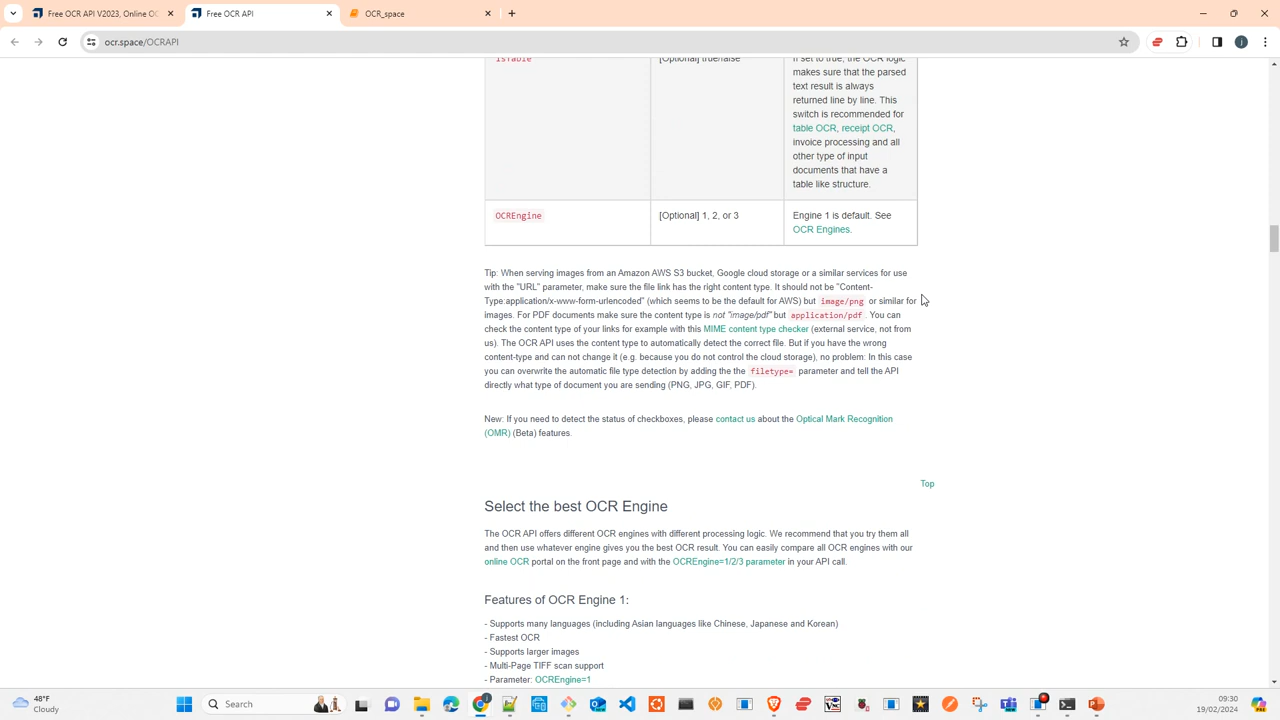 Free OCR API V2023, Online OC
Free OCR API
OCR_space
ocr.space/OCRAPI
isTable
[Optional] true/false
If set to true, the OCR logic
makes sure that the parsed
text result is always
returned line by line. This
switch is recommended for
table OCR, receipt OCR,
invoice processing and all
other type of input
documents that have a
table like structure.
OCREngine
[Optional] 1, 2, or 3
Engine 1 is default. See
OCR Engines.
Tip: When serving images from an Amazon AWS S3 bucket, Google cloud storage or a similar services for use
with the "URL" parameter, make sure the file link has the right content type. It should not be "Content-
Type:application/x-www-form-urlencoded" (which seems to be the default for AWS) but image/png or similar for
images. For PDF documents make sure the content type is not "image/pdf" but application/pdf. You can
check the content type of your links for example with this MIME content type checker (external service, not from
us). The OCR API uses the content type to automatically detect the correct file. But if you have the wrong
content-type and can not change it (e.g. because you do not control the cloud storage), no problem: In this case
you can overwrite the automatic file type detection by adding the the filetype= parameter and tell the API
directly what type of document you are sending (PNG, JPG, GIF, PDF).
New: If you need to detect the status of checkboxes, please contact us about the Optical Mark Recognition
(OMR) (Beta) features.
Top
Select the best OCR Engine
The OCR API offers different OCR engines with different processing logic. We recommend that you try them all
and then use whatever engine gives you the best OCR result. You can easily compare all OCR engines with our
online OCR portal on the front page and with the OCREngine=1/2/3 parameter in your API call.
Features of OCR Engine 1:
- Supports many languages (including Asian languages like Chinese, Japanese and Korean)
- Fastest OCR
- Supports larger images
- Multi-Page TIFF scan support
- Parameter: OCREngine=1
48°F
Cloudy
Search
09:30
19/02/2024